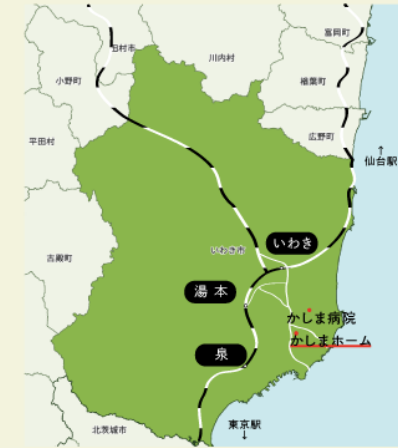 富岡町
田村市
川内村
小野町
楢葉町
平田村
広野町
↑
仙台駅
いわき
いわき市
古殿町
湯本
かしま病院
かしまホーム
泉
東京駅
↓
北茨城市